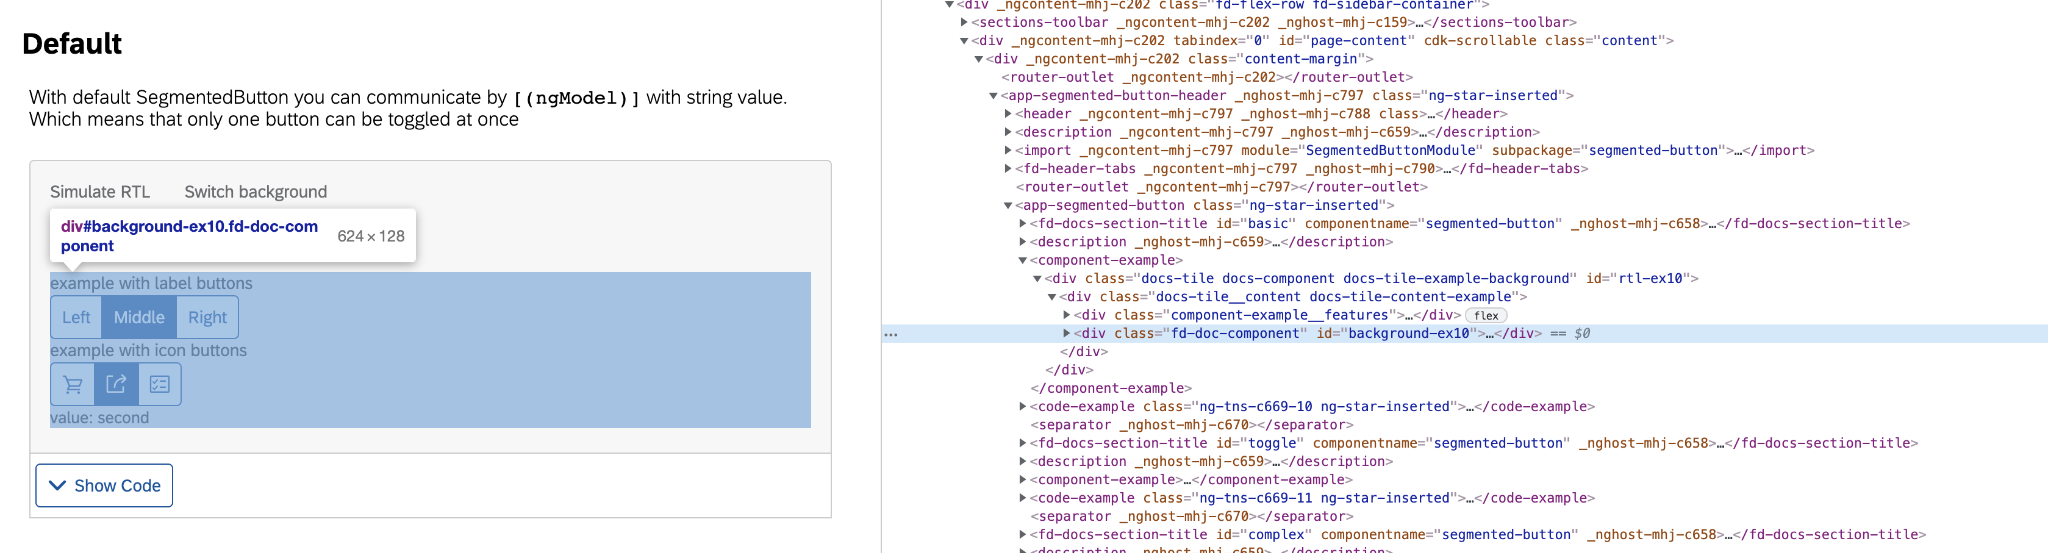 Default
With default SegmentedButton you can communicate by [(ngModel)] with string value.
Which means that only one button can be toggled at once
Simulate RTL Switch background
div#background-ex10.fd-doc-com
ponent
624 × 128
example with label buttons
Left Middle Right
example with icon buttons
value: second
Show Code
▼<div _ngcontent-mhj-c202 class="fd-flex-row fd-sidebar-container">
▶<sections-toolbar _ngcontent-mhj-c202 _nghost-mhj-c159>…</sections-toolbar>
▼<div _ngcontent-mhj-c202 tabindex="0" id="page-content" cdk-scrollable class="content">
▼<div _ngcontent-mhj-c202 class="content-margin">
<router-outlet _ngcontent-mhj-c202></router-outlet>
▼<app-segmented-button-header _nghost-mhj-c797 class="ng-star-inserted">
▶<header _ngcontent-mhj-c797 _nghost-mhj-c788 class>…</header>
▶<description _ngcontent-mhj-c797 _nghost-mhj-c659>…</description>
▶<import _ngcontent-mhj-c797 module="SegmentedButtonModule" subpackage="segmented-button">…</import>
▶<fd-header-tabs _ngcontent-mhj-c797 _nghost-mhj-c790>…</fd-header-tabs>
<router-outlet _ngcontent-mhj-c797></router-outlet>
▼<app-segmented-button class="ng-star-inserted">
▶<fd-docs-section-title id="basic" componentname="segmented-button" _nghost-mhj-c658>…</fd-docs-section-title>
▶<description _nghost-mhj-c659>…</description>
▼<component-example>
▼<div class="docs-tile docs-component docs-tile-example-background" id="rtl-ex10">
▼<div class="docs-tile__content docs-tile-content-example">
▶<div class="component-example__features">…</div> flex
… ▶<div class="fd-doc-component" id="background-ex10">…</div> == $0
</div>
</div>
</component-example>
▶<code-example class="ng-tns-c669-10 ng-star-inserted">…</code-example>
<separator _nghost-mhj-c670></separator>
▶<fd-docs-section-title id="toggle" componentname="segmented-button" _nghost-mhj-c658>…</fd-docs-section-title>
▶<description _nghost-mhj-c659>…</description>
▶<component-example>…</component-example>
▶<code-example class="ng-tns-c669-11 ng-star-inserted">…</code-example>
<separator _nghost-mhj-c670></separator>
▶<fd-docs-section-title id="complex" componentname="segmented-button" _nghost-mhj-c658>…</fd-docs-section-title>
▶<description _nghost-mhj-c659>…</description>